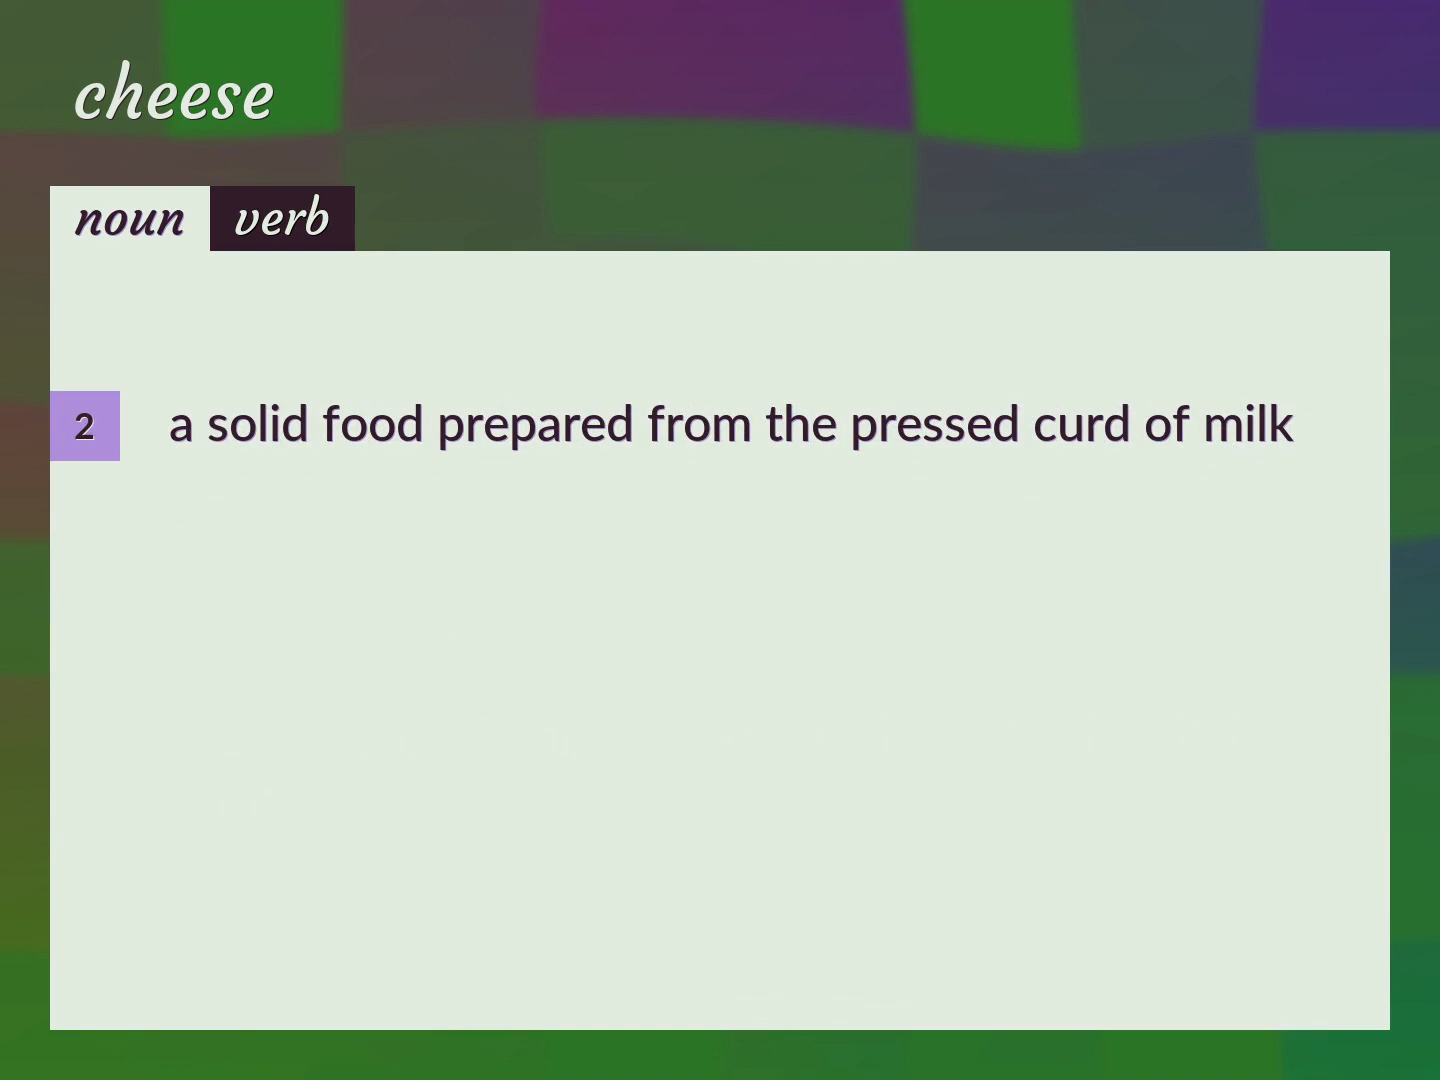 cheese
noun verb
2 a solid food prepared from the pressed curd of milk